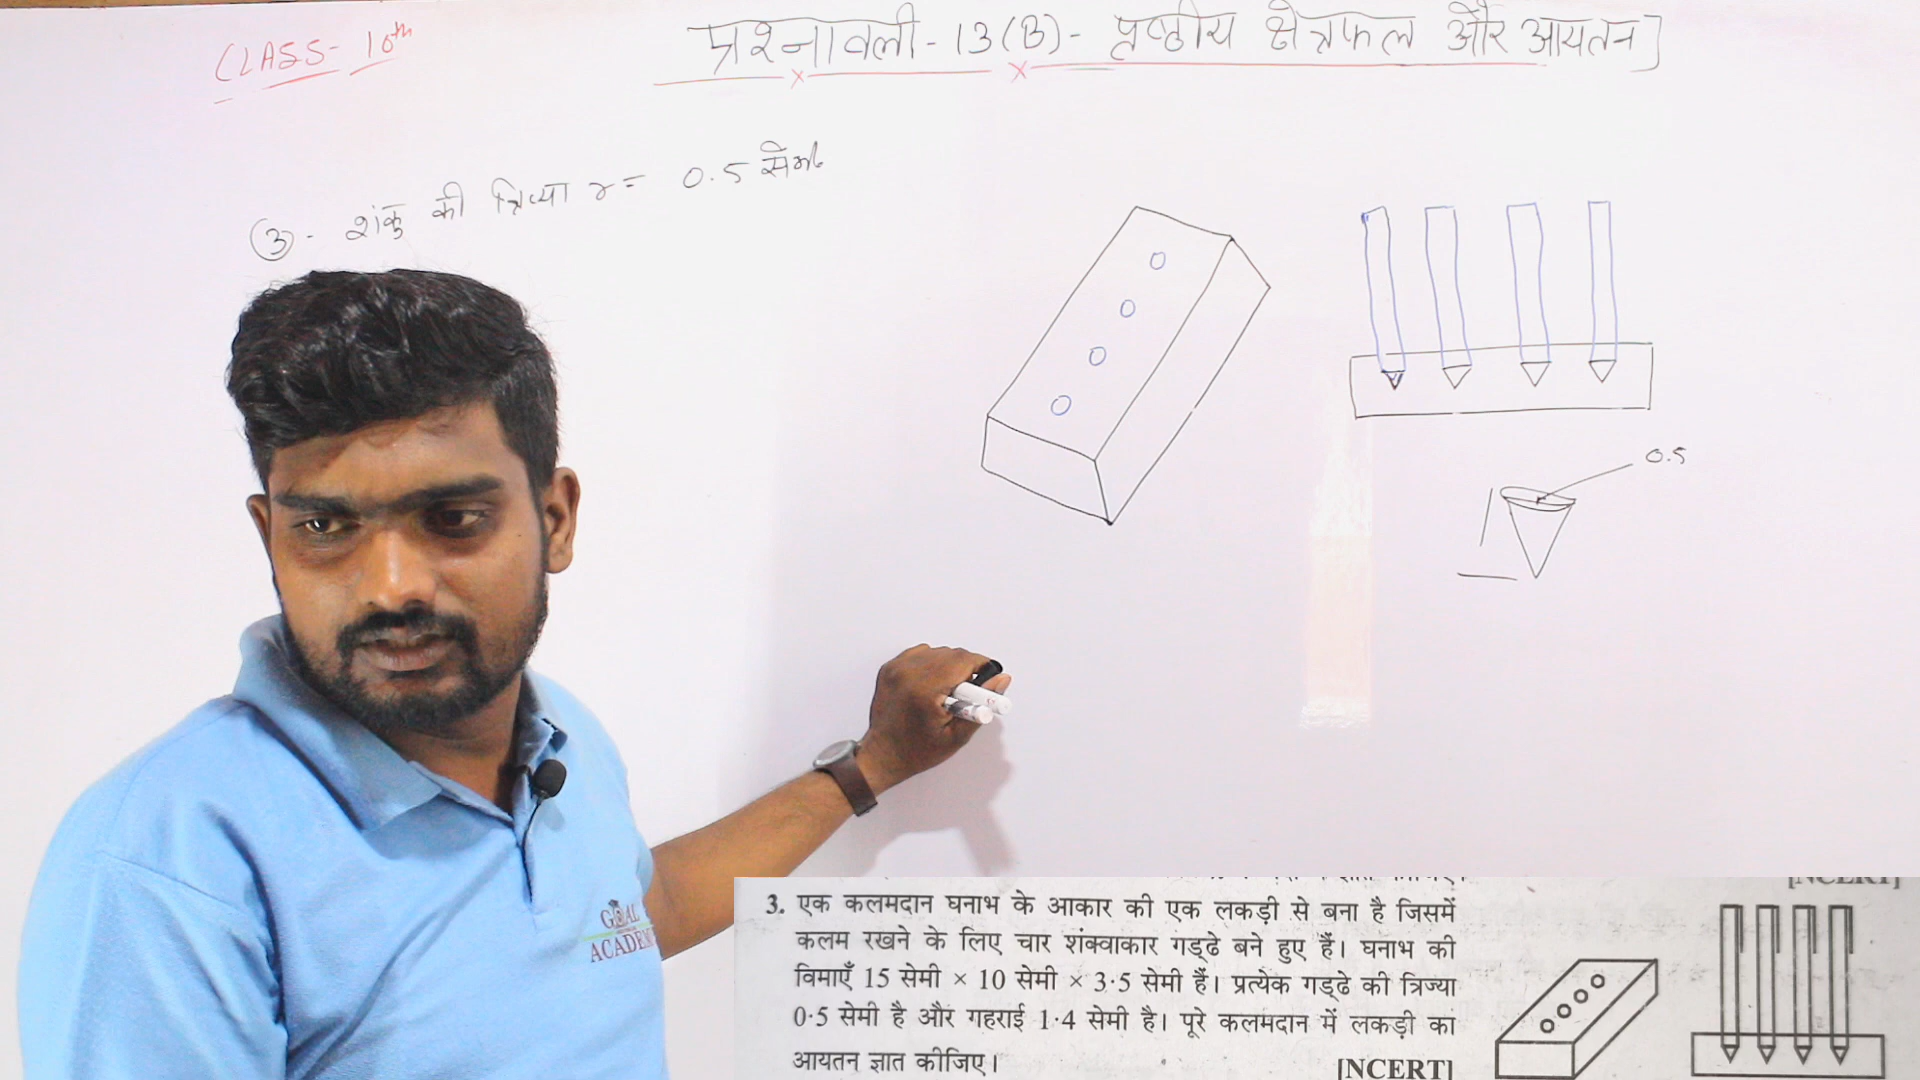 CLASS- 10th
प्रश्नावली - 13(B) - पृष्ठीय क्षेत्रफल और आयतन]
③- शंकु की त्रिज्या r = 0.5 सेमी
0.5
GOAL
ACADEM
[NCERT]
3. एक कलमदान घनाभ के आकार की एक लकड़ी से बना है जिसमें
कलम रखने के लिए चार शंक्वाकार गड्ढे बने हुए हैं। घनाभ की
विमाएँ 15 सेमी × 10 सेमी × 3·5 सेमी हैं। प्रत्येक गड्ढे की त्रिज्या
0·5 सेमी है और गहराई 1·4 सेमी है। पूरे कलमदान में लकड़ी का
आयतन ज्ञात कीजिए।
[NCERT]